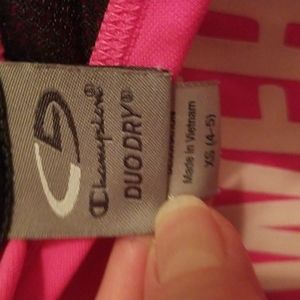 Champion®
DUO DRY®
Made in Vietnam
XS (4-5)